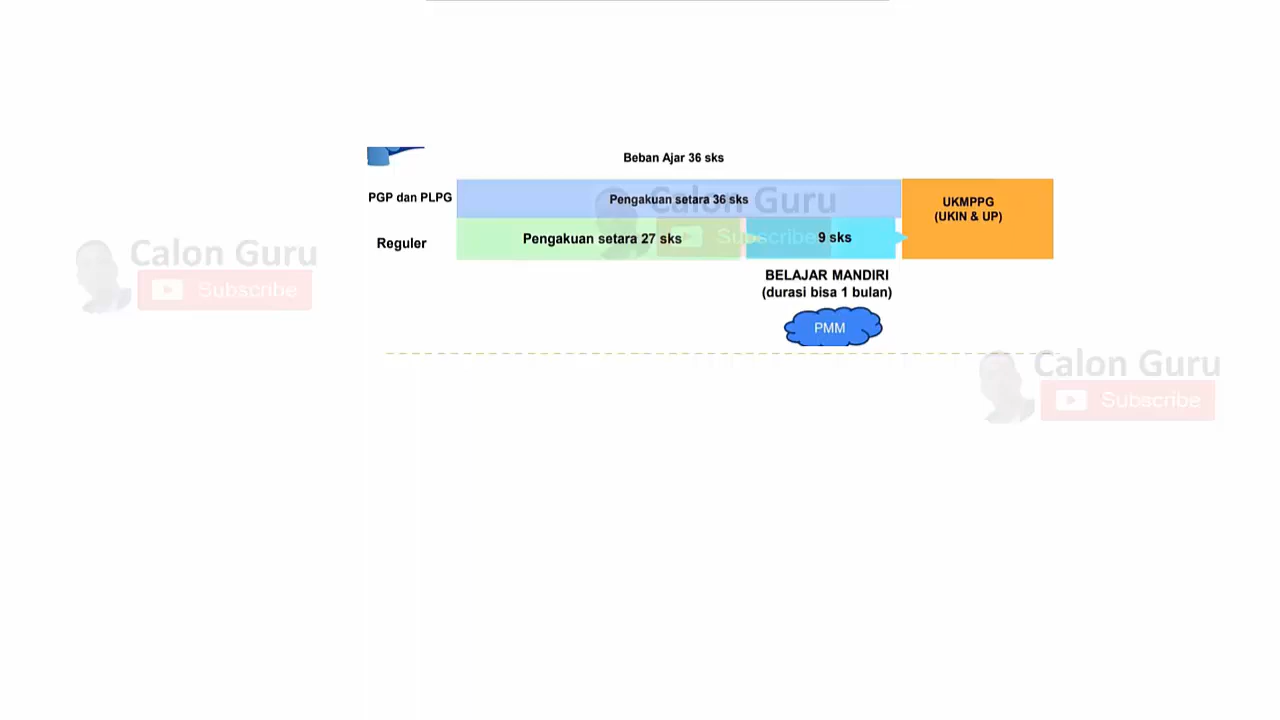 Beban Ajar 36 sks
PGP dan PLPG
Pengakuan setara 36 sks
UKMPPG
(UKIN & UP)
Reguler
Pengakuan setara 27 sks
9 sks
BELAJAR MANDIRI
(durasi bisa 1 bulan)
PMM
Calon Guru
Subscribe
Calon Guru
Subscribe
Calon Guru
Subscribe